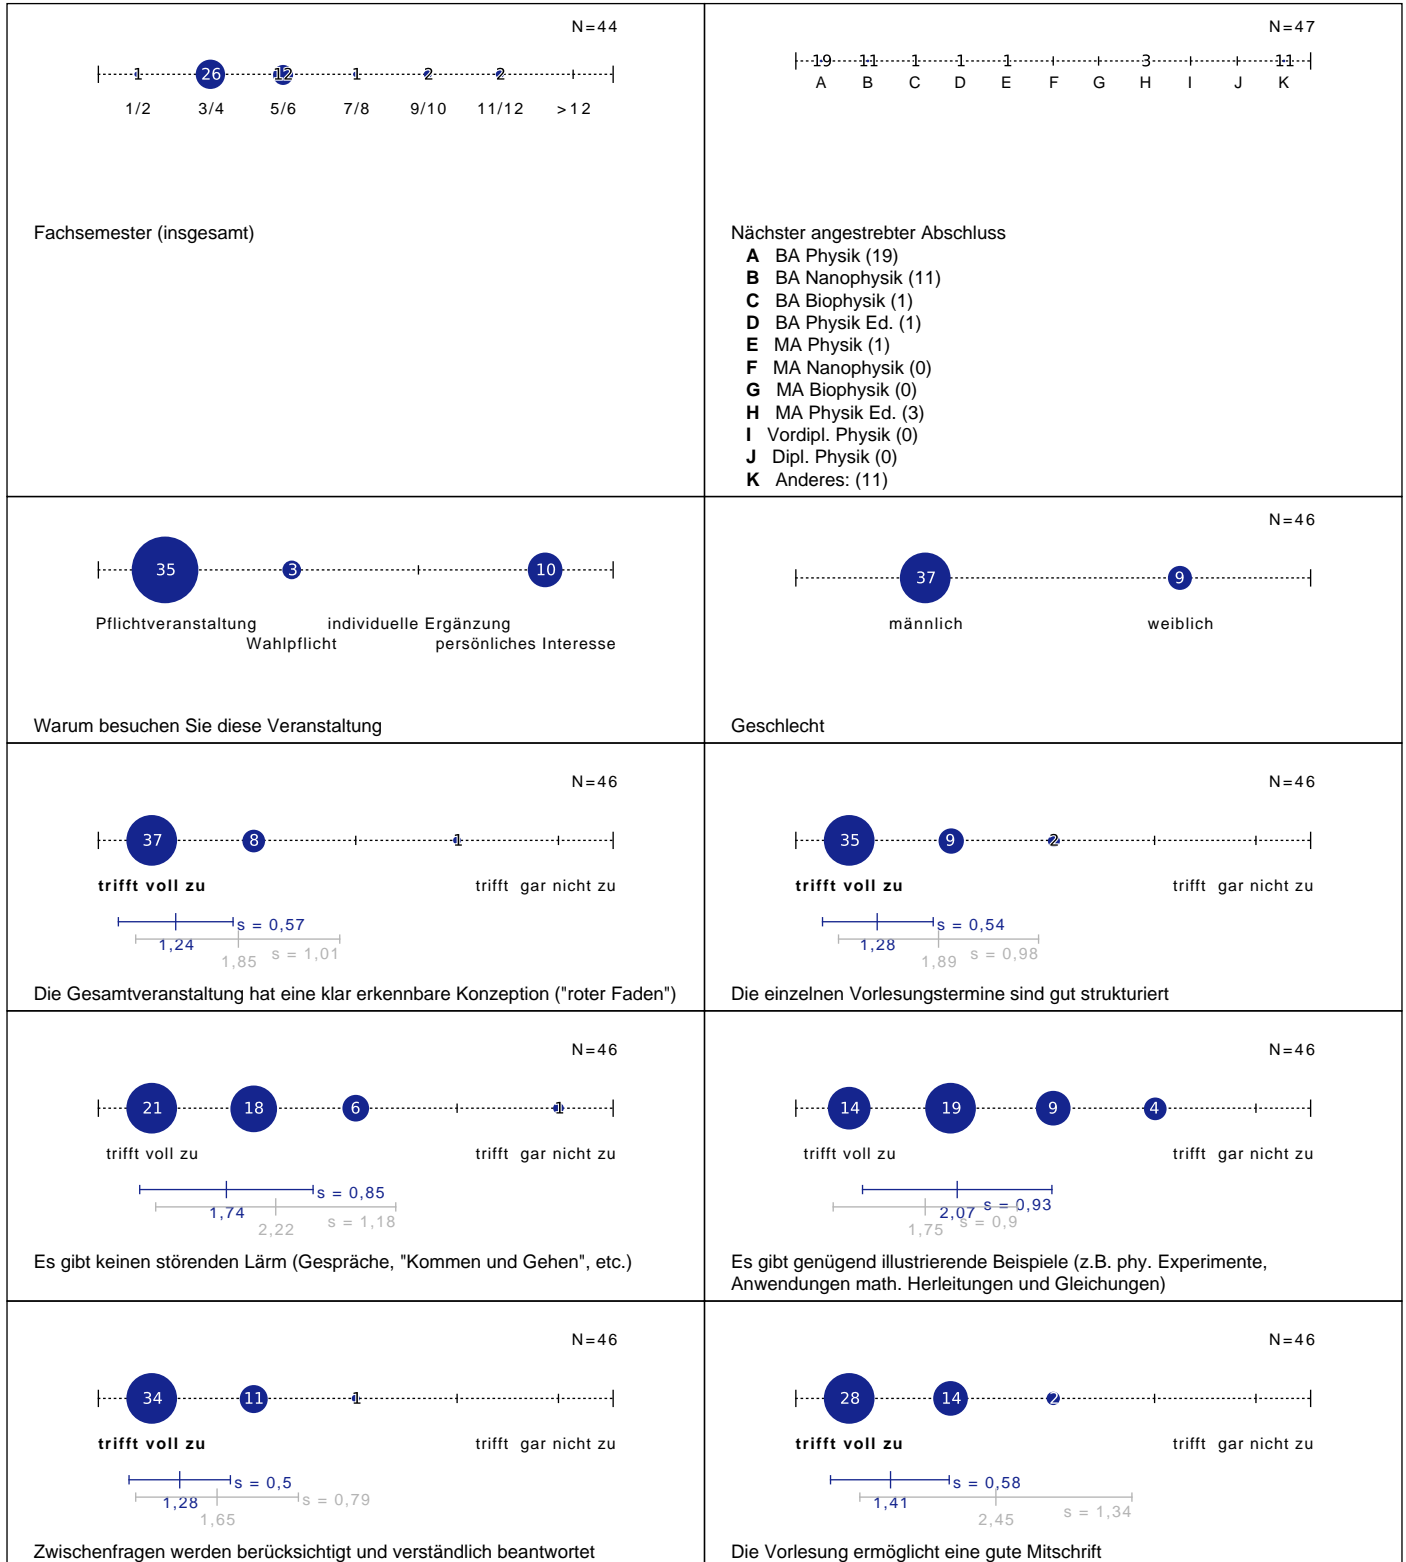 N=44
1 26 12 1 2 2
1/2 3/4 5/6 7/8 9/10 11/12 >12
Fachsemester (insgesamt)
N=47
19 11 1 1 1 3 11
A B C D E F G H I J K
Nächster angestrebter Abschluss
A BA Physik (19)
B BA Nanophysik (11)
C BA Biophysik (1)
D BA Physik Ed. (1)
E MA Physik (1)
F MA Nanophysik (0)
G MA Biophysik (0)
H MA Physik Ed. (3)
I Vordipl. Physik (0)
J Dipl. Physik (0)
K Anderes: (11)
35 3 10
Pflichtveranstaltung individuelle Ergänzung
Wahlpflicht persönliches Interesse
Warum besuchen Sie diese Veranstaltung
N=46
37 9
männlich weiblich
Geschlecht
N=46
37 8 1
trifft voll zu trifft gar nicht zu
s = 0,57
1,24
s = 1,01
1,85
Die Gesamtveranstaltung hat eine klar erkennbare Konzeption ("roter Faden")
N=46
35 9 2
trifft voll zu trifft gar nicht zu
s = 0,54
1,28
s = 0,98
1,89
Die einzelnen Vorlesungstermine sind gut strukturiert
N=46
21 18 6 1
trifft voll zu trifft gar nicht zu
s = 0,85
1,74
s = 1,18
2,22
Es gibt keinen störenden Lärm (Gespräche, "Kommen und Gehen", etc.)
N=46
14 19 9 4
trifft voll zu trifft gar nicht zu
s = 0,93
2,07
s = 0,9
1,75
Es gibt genügend illustrierende Beispiele (z.B. phy. Experimente,
Anwendungen math. Herleitungen und Gleichungen)
N=46
34 11 1
trifft voll zu trifft gar nicht zu
s = 0,5
1,28
s = 0,79
1,65
Zwischenfragen werden berücksichtigt und verständlich beantwortet
N=46
28 14 2
trifft voll zu trifft gar nicht zu
s = 0,58
1,41
s = 1,34
2,45
Die Vorlesung ermöglicht eine gute Mitschrift